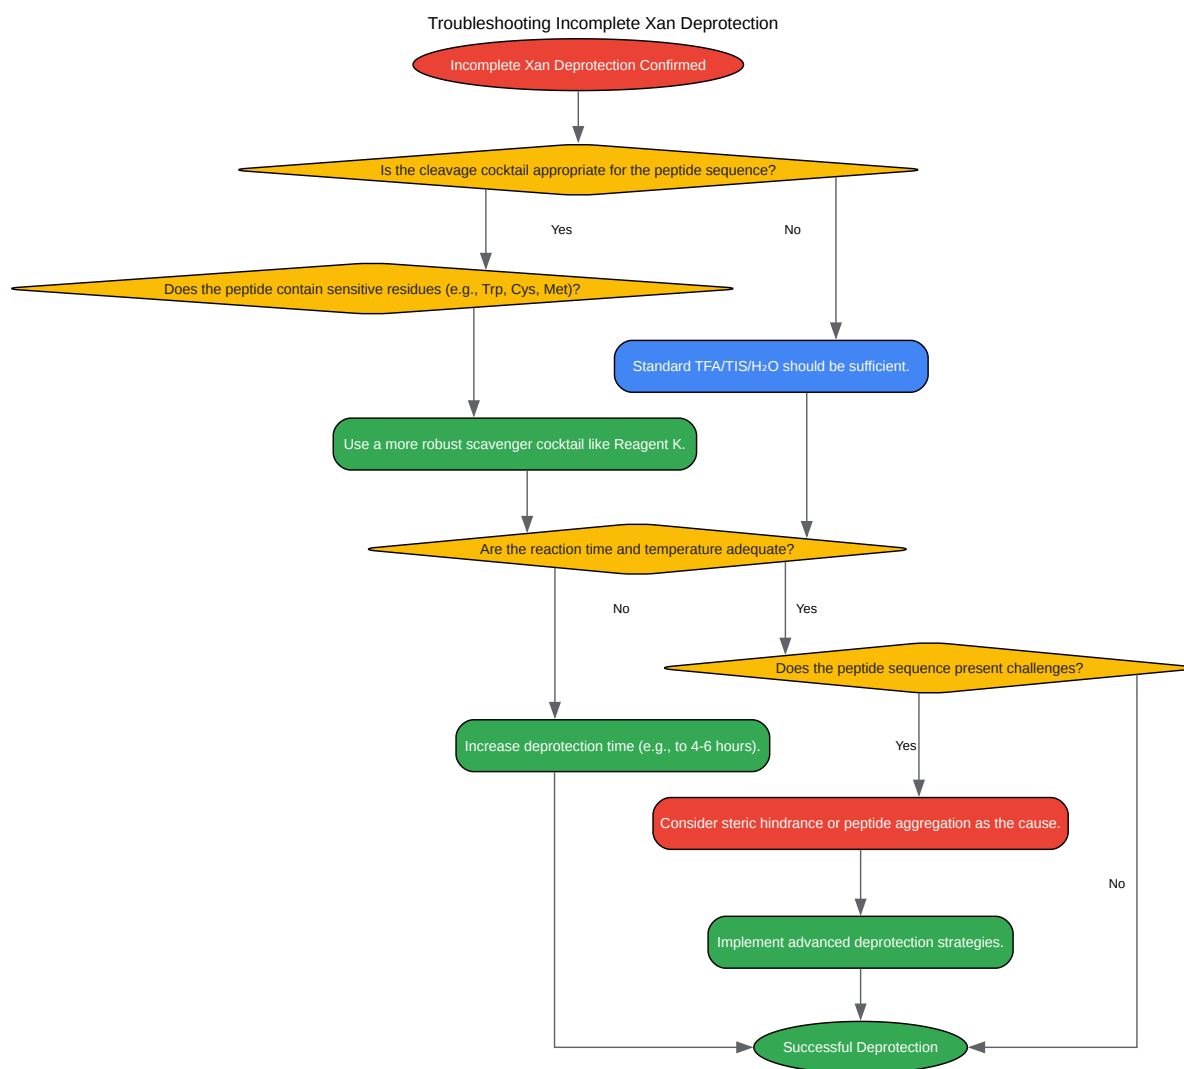 Troubleshooting Incomplete Xan Deprotection
Incomplete Xan Deprotection Confirmed
Is the cleavage cocktail appropriate for the peptide sequence?
Yes
No
Does the peptide contain sensitive residues (e.g., Trp, Cys, Met)?
Standard TFA/TIS/H₂O should be sufficient.
Use a more robust scavenger cocktail like Reagent K.
Are the reaction time and temperature adequate?
No
Yes
Does the peptide sequence present challenges?
Increase deprotection time (e.g., to 4-6 hours).
Yes
Consider steric hindrance or peptide aggregation as the cause.
No
Implement advanced deprotection strategies.
Successful Deprotection